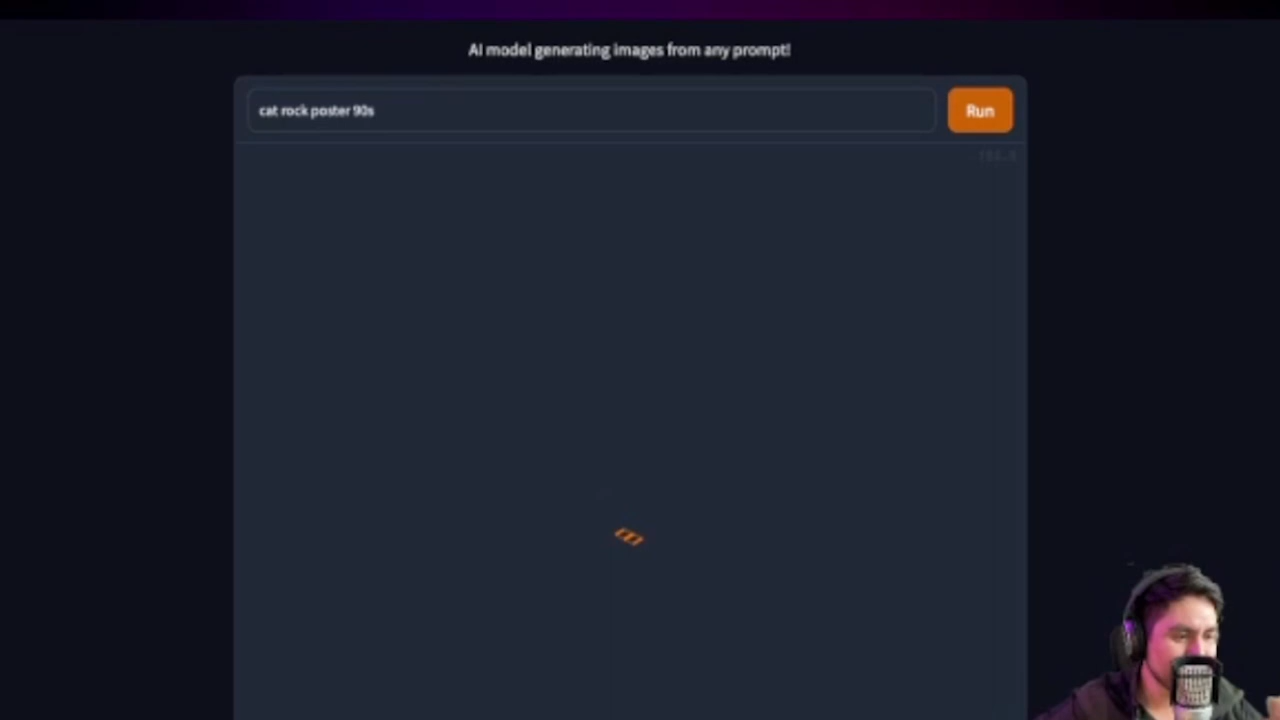 AI model generating images from any prompt!
cat rock poster 90s
Run